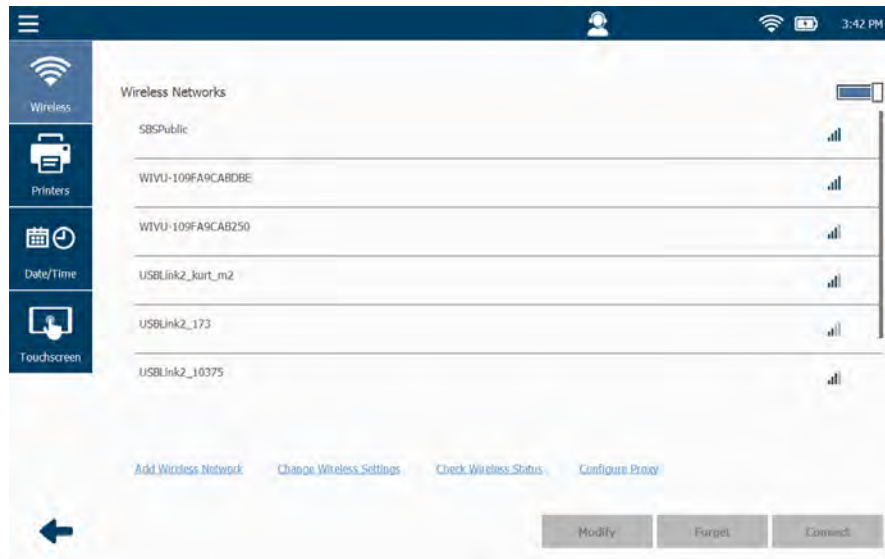 3:42 PM
Wireless
Wireless Networks
SBSPublic
Printers
WIVU-109FA9CABDBE
WIVU-109FA9CAB250
Date/Time
USBLink2_kurt_m2
USBLink2_173
Touchscreen
USBLink2_10375
Add Wireless Network Change Wireless Settings Check Wireless Status Configure Proxy
Modify Forget Connect